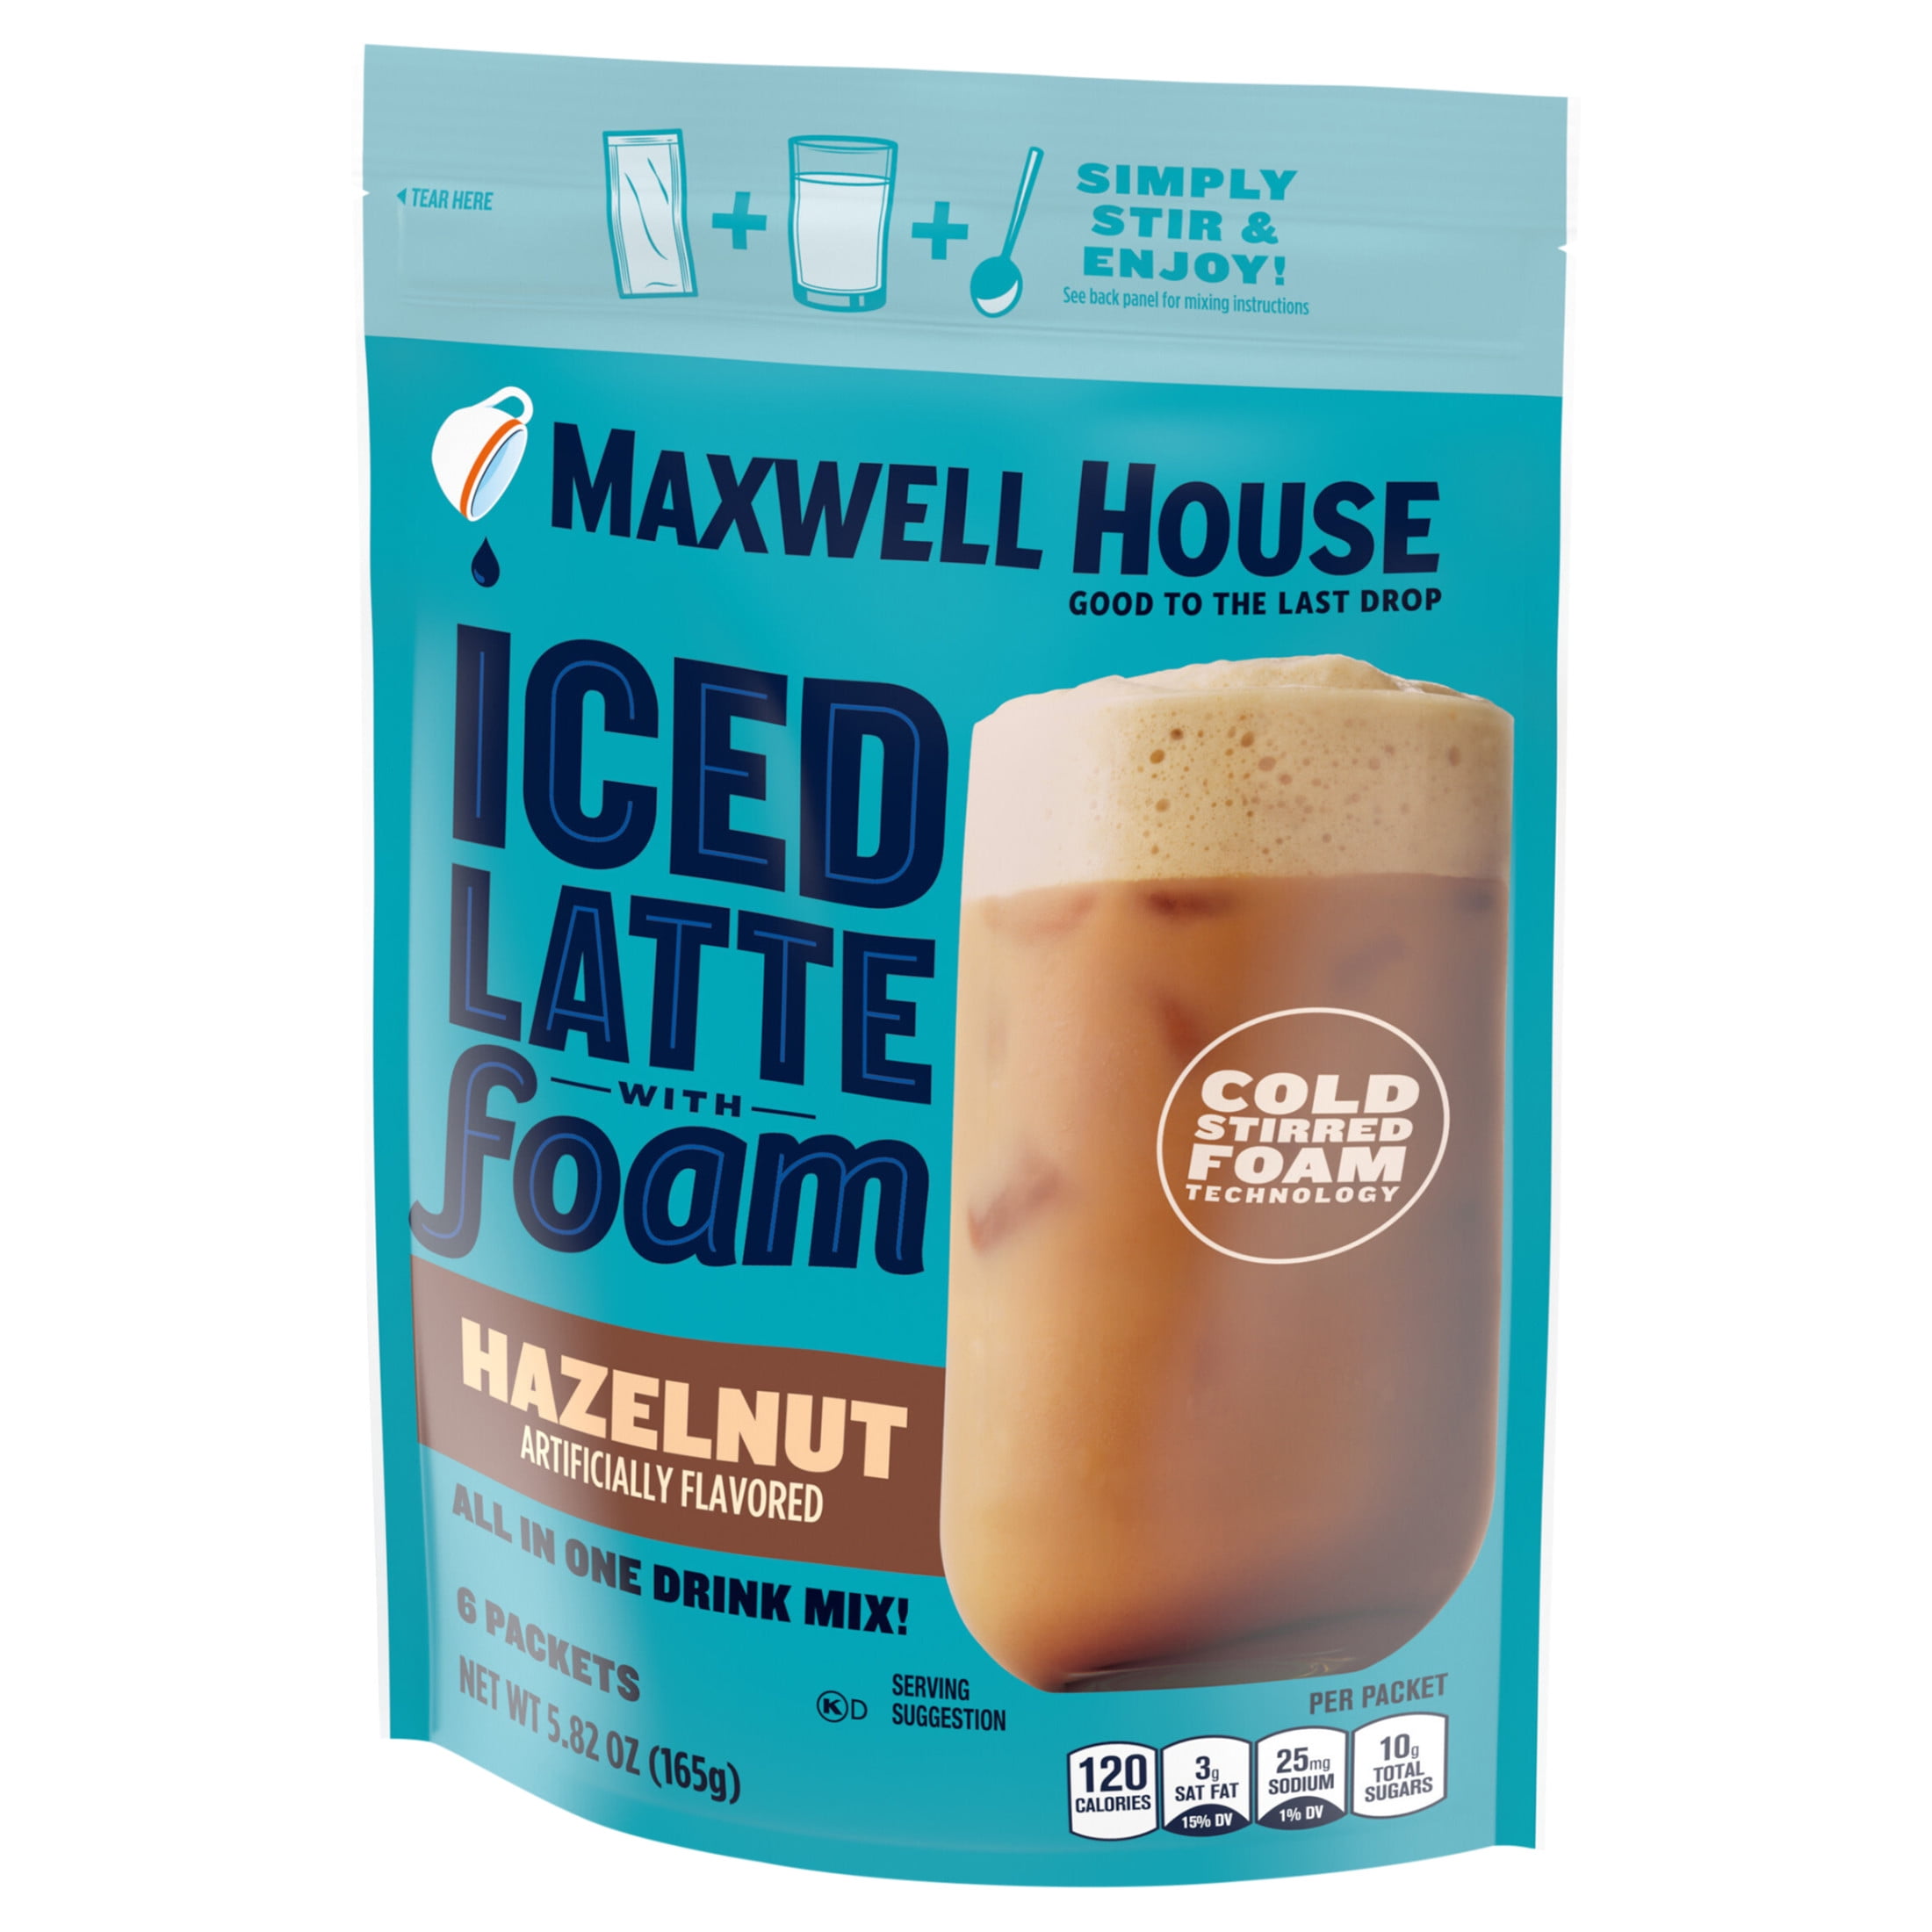 TEAR HERE
SIMPLY
STIR &
ENJOY!
See back panel for mixing instructions
MAXWELL HOUSE
GOOD TO THE LAST DROP
ICED
LATTE
WITH
foam
COLD
STIRRED
FOAM
TECHNOLOGY
HAZELNUT
ARTIFICIALLY FLAVORED
ALL IN ONE DRINK MIX!
6 PACKETS
NET WT 5.82 OZ (165g)
K D
SERVING
SUGGESTION
PER PACKET
120
CALORIES
3g
SAT FAT
15% DV
25mg
SODIUM
1% DV
10g
TOTAL
SUGARS